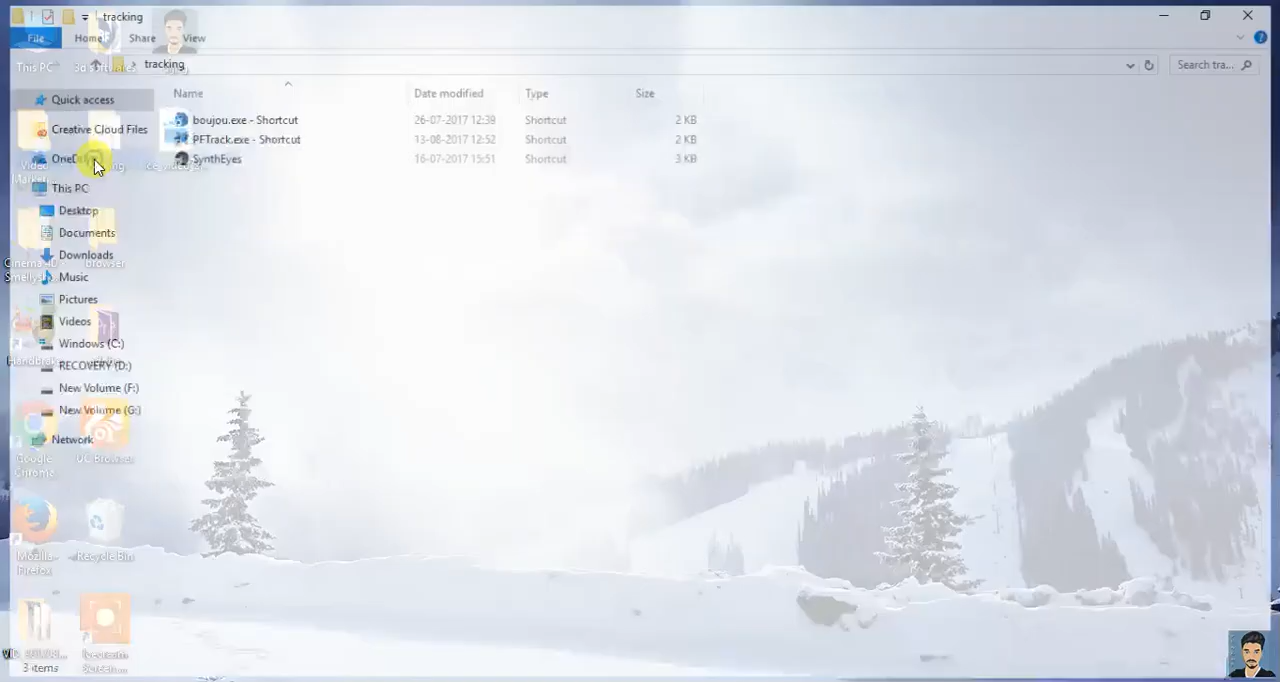 tracking
File Home Share View
This PC
tracking
Search tra...
Name Date modified Type Size
Quick access
Creative Cloud Files
OneDrive
This PC
Desktop
Documents
Downloads
Music
Pictures
Videos
Windows (C:)
RECOVERY (D:)
New Volume (F:)
New Volume (G:)
Network
boujou.exe - Shortcut 26-07-2017 12:39 Shortcut 2 KB
PFTrack.exe - Shortcut 13-08-2017 12:52 Shortcut 2 KB
SynthEyes 16-07-2017 15:51 Shortcut 3 KB
browser
Google Chrome
UC Browser
Mozilla Firefox
Recycle Bin
Icecream Screen...
3 items